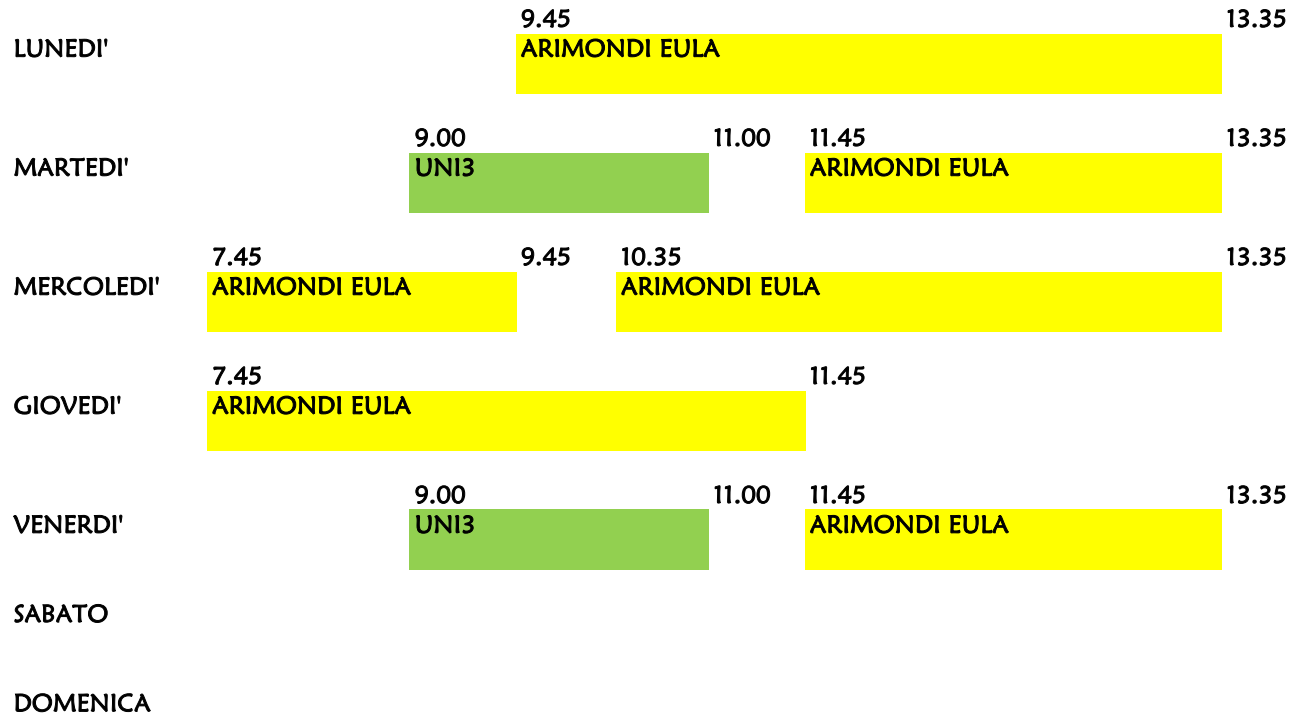 9.45 13.35
LUNEDI' ARIMONDI EULA
9.00 11.00 11.45 13.35
MARTEDI' UNI3 ARIMONDI EULA
7.45 9.45 10.35 13.35
MERCOLEDI' ARIMONDI EULA ARIMONDI EULA
7.45 11.45
GIOVEDI' ARIMONDI EULA
9.00 11.00 11.45 13.35
VENERDI' UNI3 ARIMONDI EULA
SABATO
DOMENICA